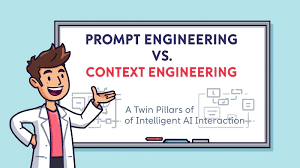 PROMPT ENGINEERING
VS.
CONTEXT ENGINEERING
A Twin Pillars of
of Intelligent AI Interaction